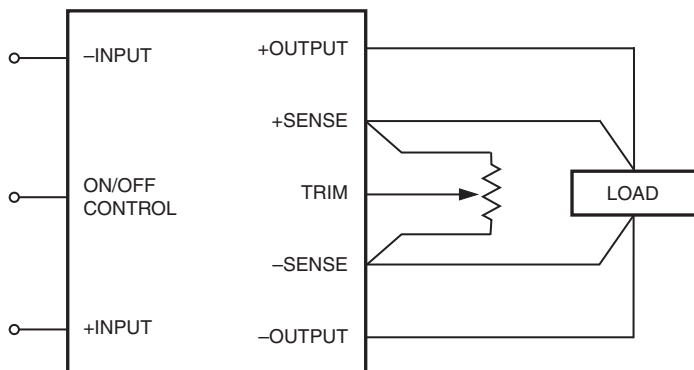 –INPUT
ON/OFF
CONTROL
+INPUT
+OUTPUT
+SENSE
TRIM
–SENSE
–OUTPUT
LOAD